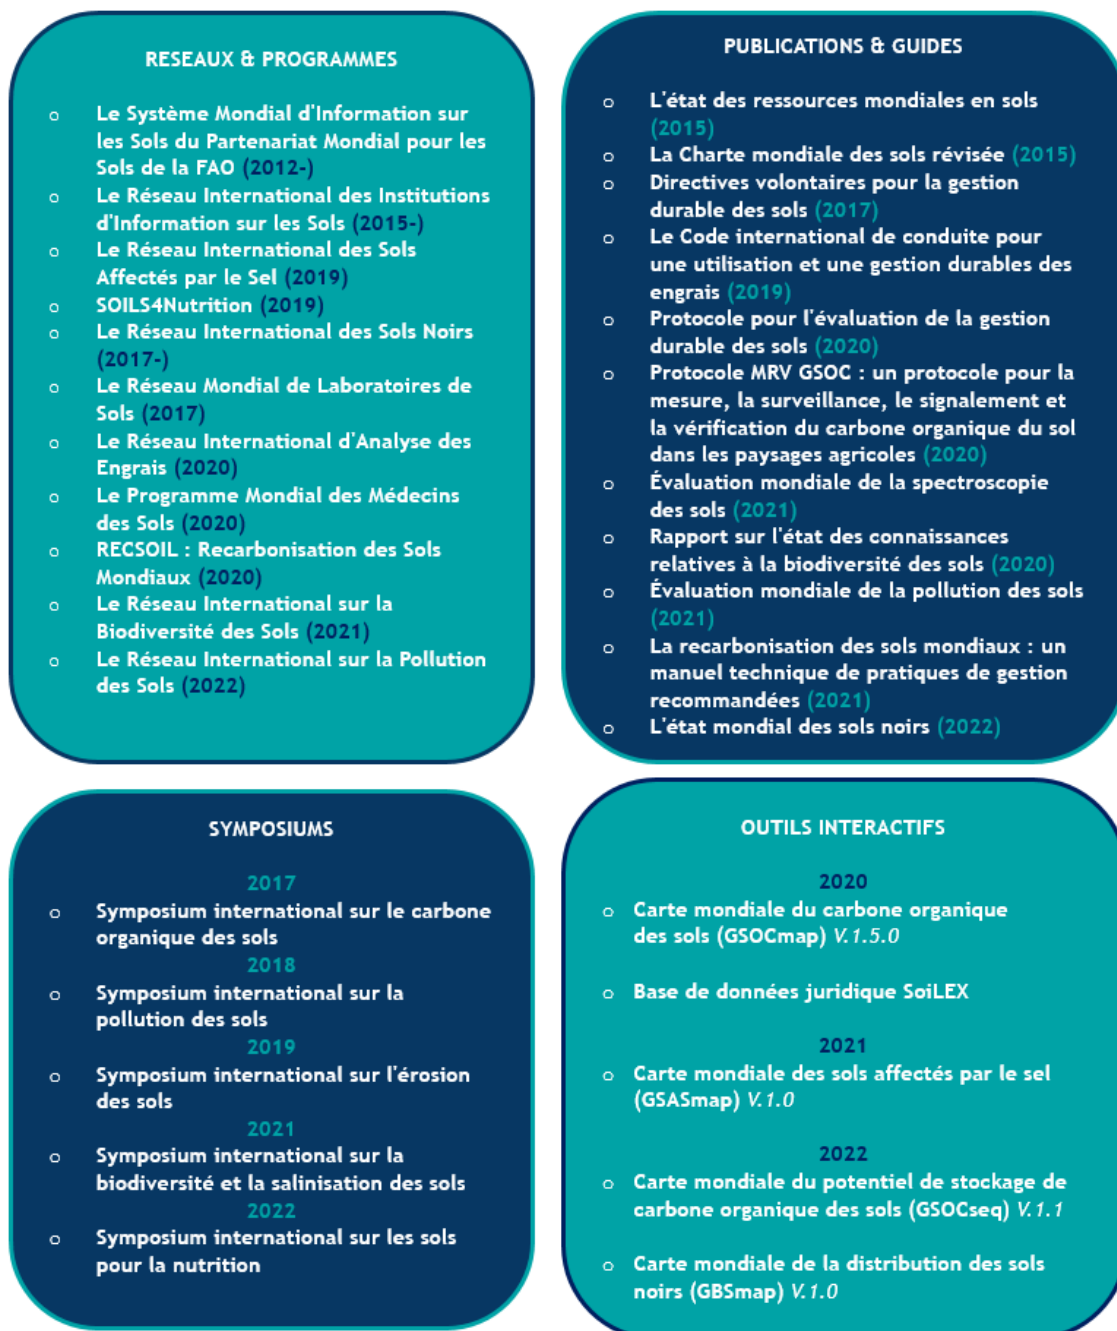 RESEAUX & PROGRAMMES
o Le Système Mondial d'Information sur
les Sols du Partenariat Mondial pour les
Sols de la FAO (2012-)
o Le Réseau International des Institutions
d'Information sur les Sols (2015-)
o Le Réseau International des Sols
Affectés par le Sel (2019)
o SOILS4Nutrition (2019)
o Le Réseau International des Sols Noirs
(2017-)
o Le Réseau Mondial de Laboratoires de
Sols (2017)
o Le Réseau International d'Analyse des
Engrais (2020)
o Le Programme Mondial des Médecins
des Sols (2020)
o RECSOIL : Recarbonisation des Sols
Mondiaux (2020)
o Le Réseau International sur la
Biodiversité des Sols (2021)
o Le Réseau International sur la Pollution
des Sols (2022)
PUBLICATIONS & GUIDES
o L'état des ressources mondiales en sols
(2015)
o La Charte mondiale des sols révisée (2015)
o Directives volontaires pour la gestion
durable des sols (2017)
o Le Code international de conduite pour
une utilisation et une gestion durables des
engrais (2019)
o Protocole pour l'évaluation de la gestion
durable des sols (2020)
o Protocole MRV GSOC : un protocole pour la
mesure, la surveillance, le signalement et
la vérification du carbone organique du sol
dans les paysages agricoles (2020)
o Évaluation mondiale de la spectroscopie
des sols (2021)
o Rapport sur l'état des connaissances
relatives à la biodiversité des sols (2020)
o Évaluation mondiale de la pollution des sols
(2021)
o La recarbonisation des sols mondiaux : un
manuel technique de pratiques de gestion
recommandées (2021)
o L'état mondial des sols noirs (2022)
SYMPOSIUMS
2017
o Symposium international sur le carbone
organique des sols
2018
o Symposium international sur la
pollution des sols
2019
o Symposium international sur l'érosion
des sols
2021
o Symposium international sur la
biodiversité et la salinisation des sols
2022
o Symposium international sur les sols
pour la nutrition
OUTILS INTERACTIFS
2020
o Carte mondiale du carbone organique
des sols (GSOCmap) V.1.5.0
o Base de données juridique SoiLEX
2021
o Carte mondiale des sols affectés par le sel
(GSASmap) V.1.0
2022
o Carte mondiale du potentiel de stockage de
carbone organique des sols (GSOCseq) V.1.1
o Carte mondiale de la distribution des sols
noirs (GBSmap) V.1.0